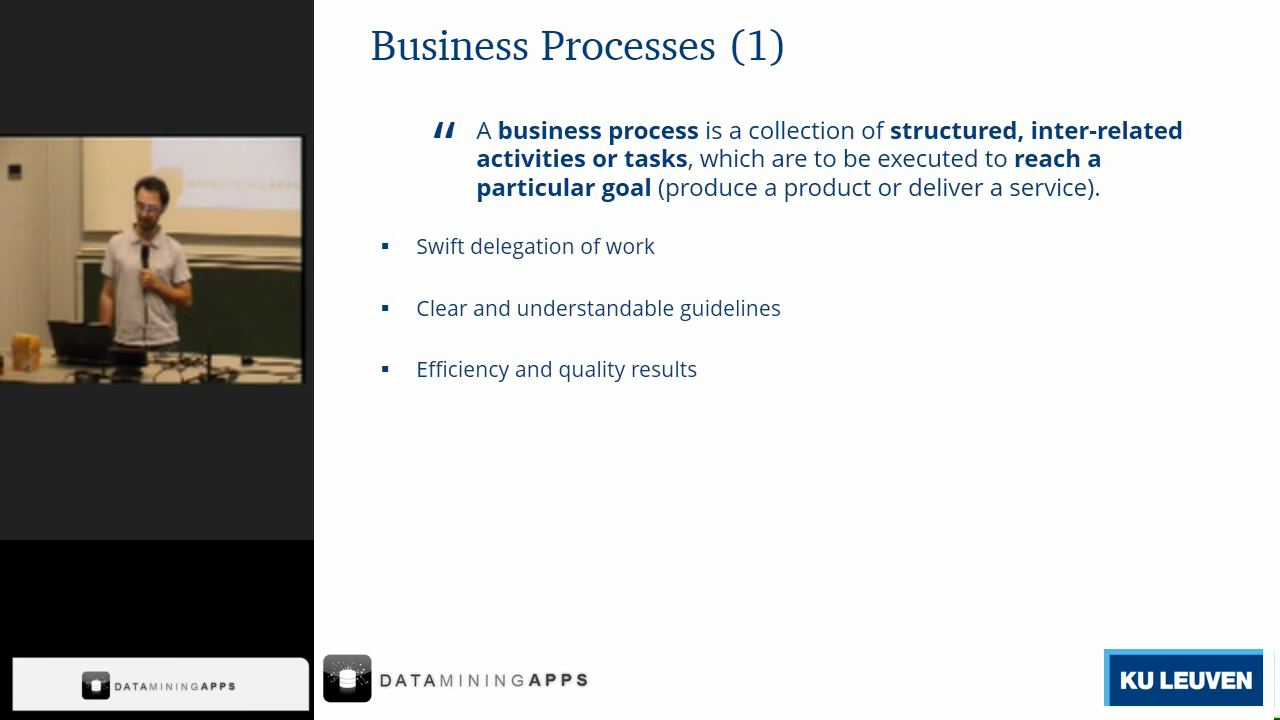 Business Processes (1)
“ A business process is a collection of structured, inter-related
activities or tasks, which are to be executed to reach a
particular goal (produce a product or deliver a service).
▪ Swift delegation of work
▪ Clear and understandable guidelines
▪ Efficiency and quality results
DATAMININGAPPS
DATAMININGAPPS
KU LEUVEN